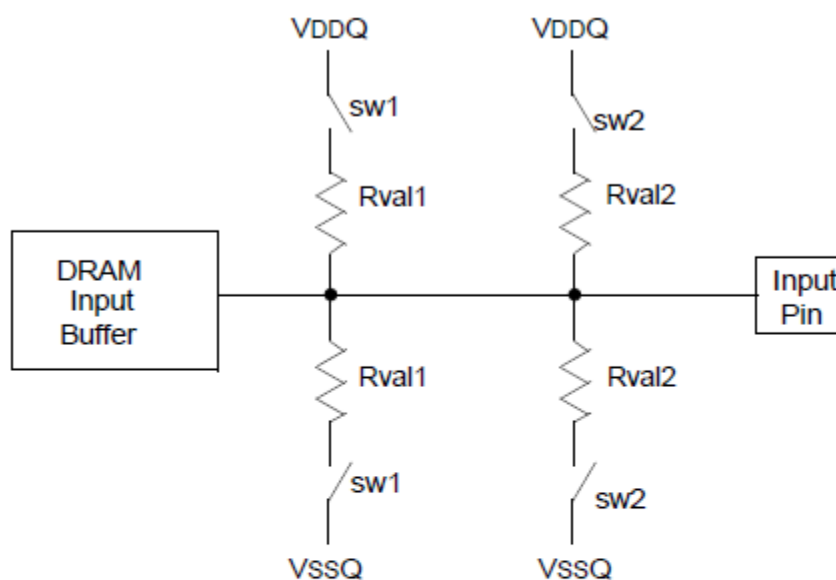 VDDQ VDDQ
sw1 sw2
Rval1 Rval2
DRAM
Input
Buffer
Input
Pin
Rval1 Rval2
sw1 sw2
VSSQ VSSQ